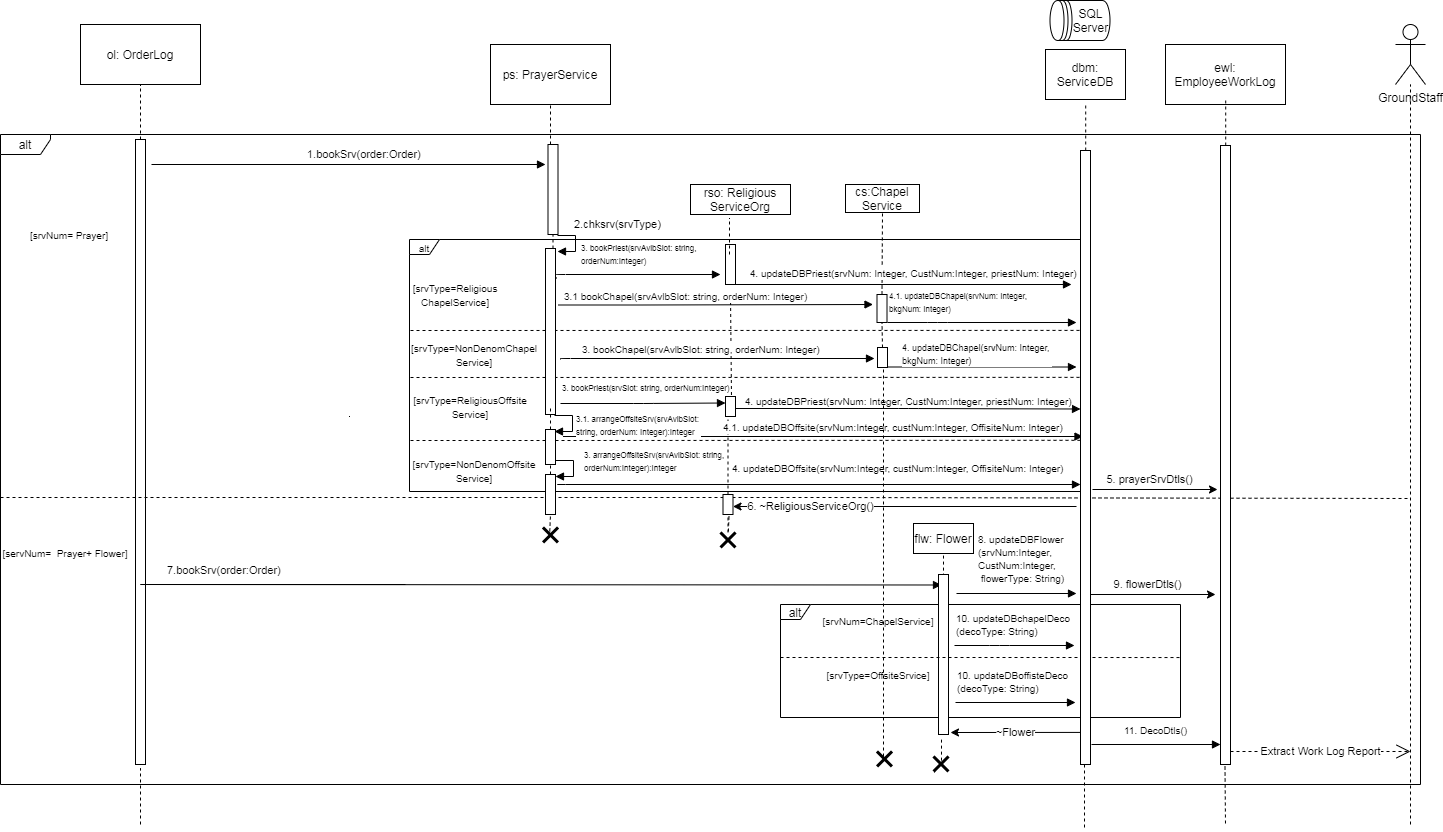 SQL
Server
ol: OrderLog
ps: PrayerService
dbm:
ServiceDB
ewl:
EmployeeWorkLog
GroundStaff
alt
1.bookSrv(order:Order)
rso: Religious
ServiceOrg
cs:Chapel
Service
[srvNum= Prayer]
2.chksrv(srvType)
alt
3. bookPriest(srvAvlbSlot: string,
orderNum:Integer)
4. updateDBPriest(srvNum: Integer, CustNum:Integer, priestNum: Integer)
[srvType=Religious
ChapelService]
3.1 bookChapel(srvAvlbSlot: string, orderNum: Integer)
4.1. updateDBChapel(srvNum: Integer,
bkgNum: Integer)
[srvType=NonDenomChapel
Service]
3. bookChapel(srvAvlbSlot: string, orderNum: Integer)
4. updateDBChapel(srvNum: Integer,
bkgNum: Integer)
[srvType=ReligiousOffsite
Service]
3. bookPriest(srvSlot: string, orderNum:Integer)
4. updateDBPriest(srvNum: Integer, CustNum:Integer, priestNum: Integer)
3.1. arrangeOffsiteSrv(srvAvlbSlot:
string, orderNum: Integer):Integer
4.1. updateDBOffsite(srvNum:Integer, custNum:Integer, OffisiteNum: Integer)
[srvType=NonDenomOffsite
Service]
3. arrangeOffsiteSrv(srvAvlbSlot: string,
orderNum:Integer):Integer
4. updateDBOffsite(srvNum:Integer, custNum:Integer, OffisiteNum: Integer)
5. prayerSrvDtls()
6. ~ReligiousServiceOrg()
[servNum=  Prayer+ Flower]
flw: Flower
8. updateDBFlower
(srvNum:Integer,
CustNum:Integer,
flowerType: String)
7.bookSrv(order:Order)
9. flowerDtls()
alt
[srvNum=ChapelService]
10. updateDBchapelDeco
(decoType: String)
[srvType=OffsiteSrvice]
10. updateDBoffisteDeco
(decoType: String)
~Flower
11. DecoDtls()
Extract Work Log Report